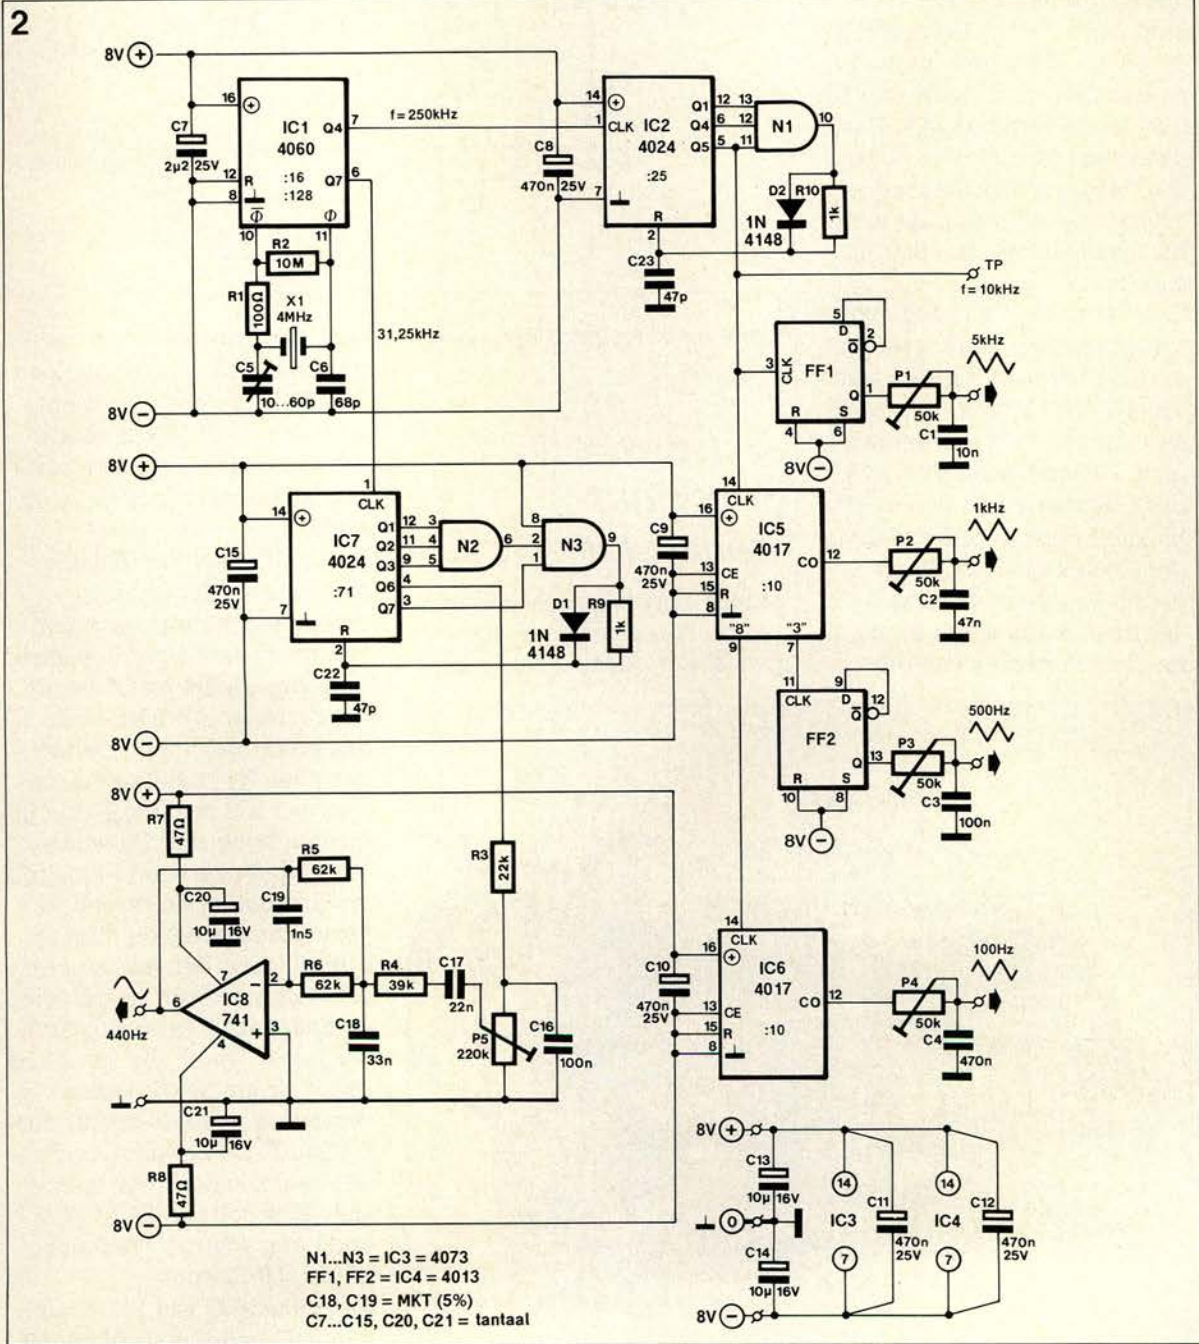 2
8V +
16
C7
2µ2 25V
12 R
8 ⊥
IC1
4060
:16
:128
Q4 7
Q7 6
f=250kHz
Φ̅
Φ
10
11
R2
10M
R1
100Ω
X1
4MHz
C5
10...60p
C6
68p
31,25kHz
8V −
C8
470n 25V
14 +
1 CLK
7 ⊥
IC2
4024
:25
Q1 12 13
Q4 6 12
Q5 5 11
N1
10
R
2
D2
R10
1k
1N
4148
C23
47p
TP
f=10kHz
5
D
2
Q̅
3
CLK
FF1
Q 1
R
S
4
6
8V −
P1
50k
5kHz
C1
10n
8V +
1
CLK
14 +
C15
470n
25V
7 ⊥
IC7
4024
:71
Q1 12 3
Q2 11 4
Q3 9 5
Q6 4
Q7 3
N2
6
8
2
1
N3
9
R
2
D1
R9
1k
1N
4148
C22
47p
8V −
C9
470n
25V
14
CLK
16 +
13 CE
15 R
8 ⊥
IC5
4017
:10
CO 12
"8"
"3"
9
7
P2
50k
1kHz
C2
47n
11
CLK
9
D
12
Q̅
FF2
Q 13
R
S
10
8
8V −
P3
50k
500Hz
C3
100n
8V +
R7
47Ω
R5
62k
C20
10µ 16V
C19
1n5
R3
22k
7
6
IC8
741
2
3
4
440Hz
R6
62k
R4
39k
C17
22n
C18
33n
P5
220k
C16
100n
⊥
C21
10µ 16V
R8
47Ω
8V −
C10
470n
25V
14
CLK
16 +
13 CE
15 R
8 ⊥
IC6
4017
:10
CO 12
P4
50k
100Hz
C4
470n
8V +
C13
10µ 16V
⊥ 0
C14
10µ 16V
8V −
14
IC3
7
C11
470n
25V
14
IC4
7
C12
470n
25V
N1...N3 = IC3 = 4073
FF1, FF2 = IC4 = 4013
C18, C19 = MKT (5%)
C7...C15, C20, C21 = tantaal